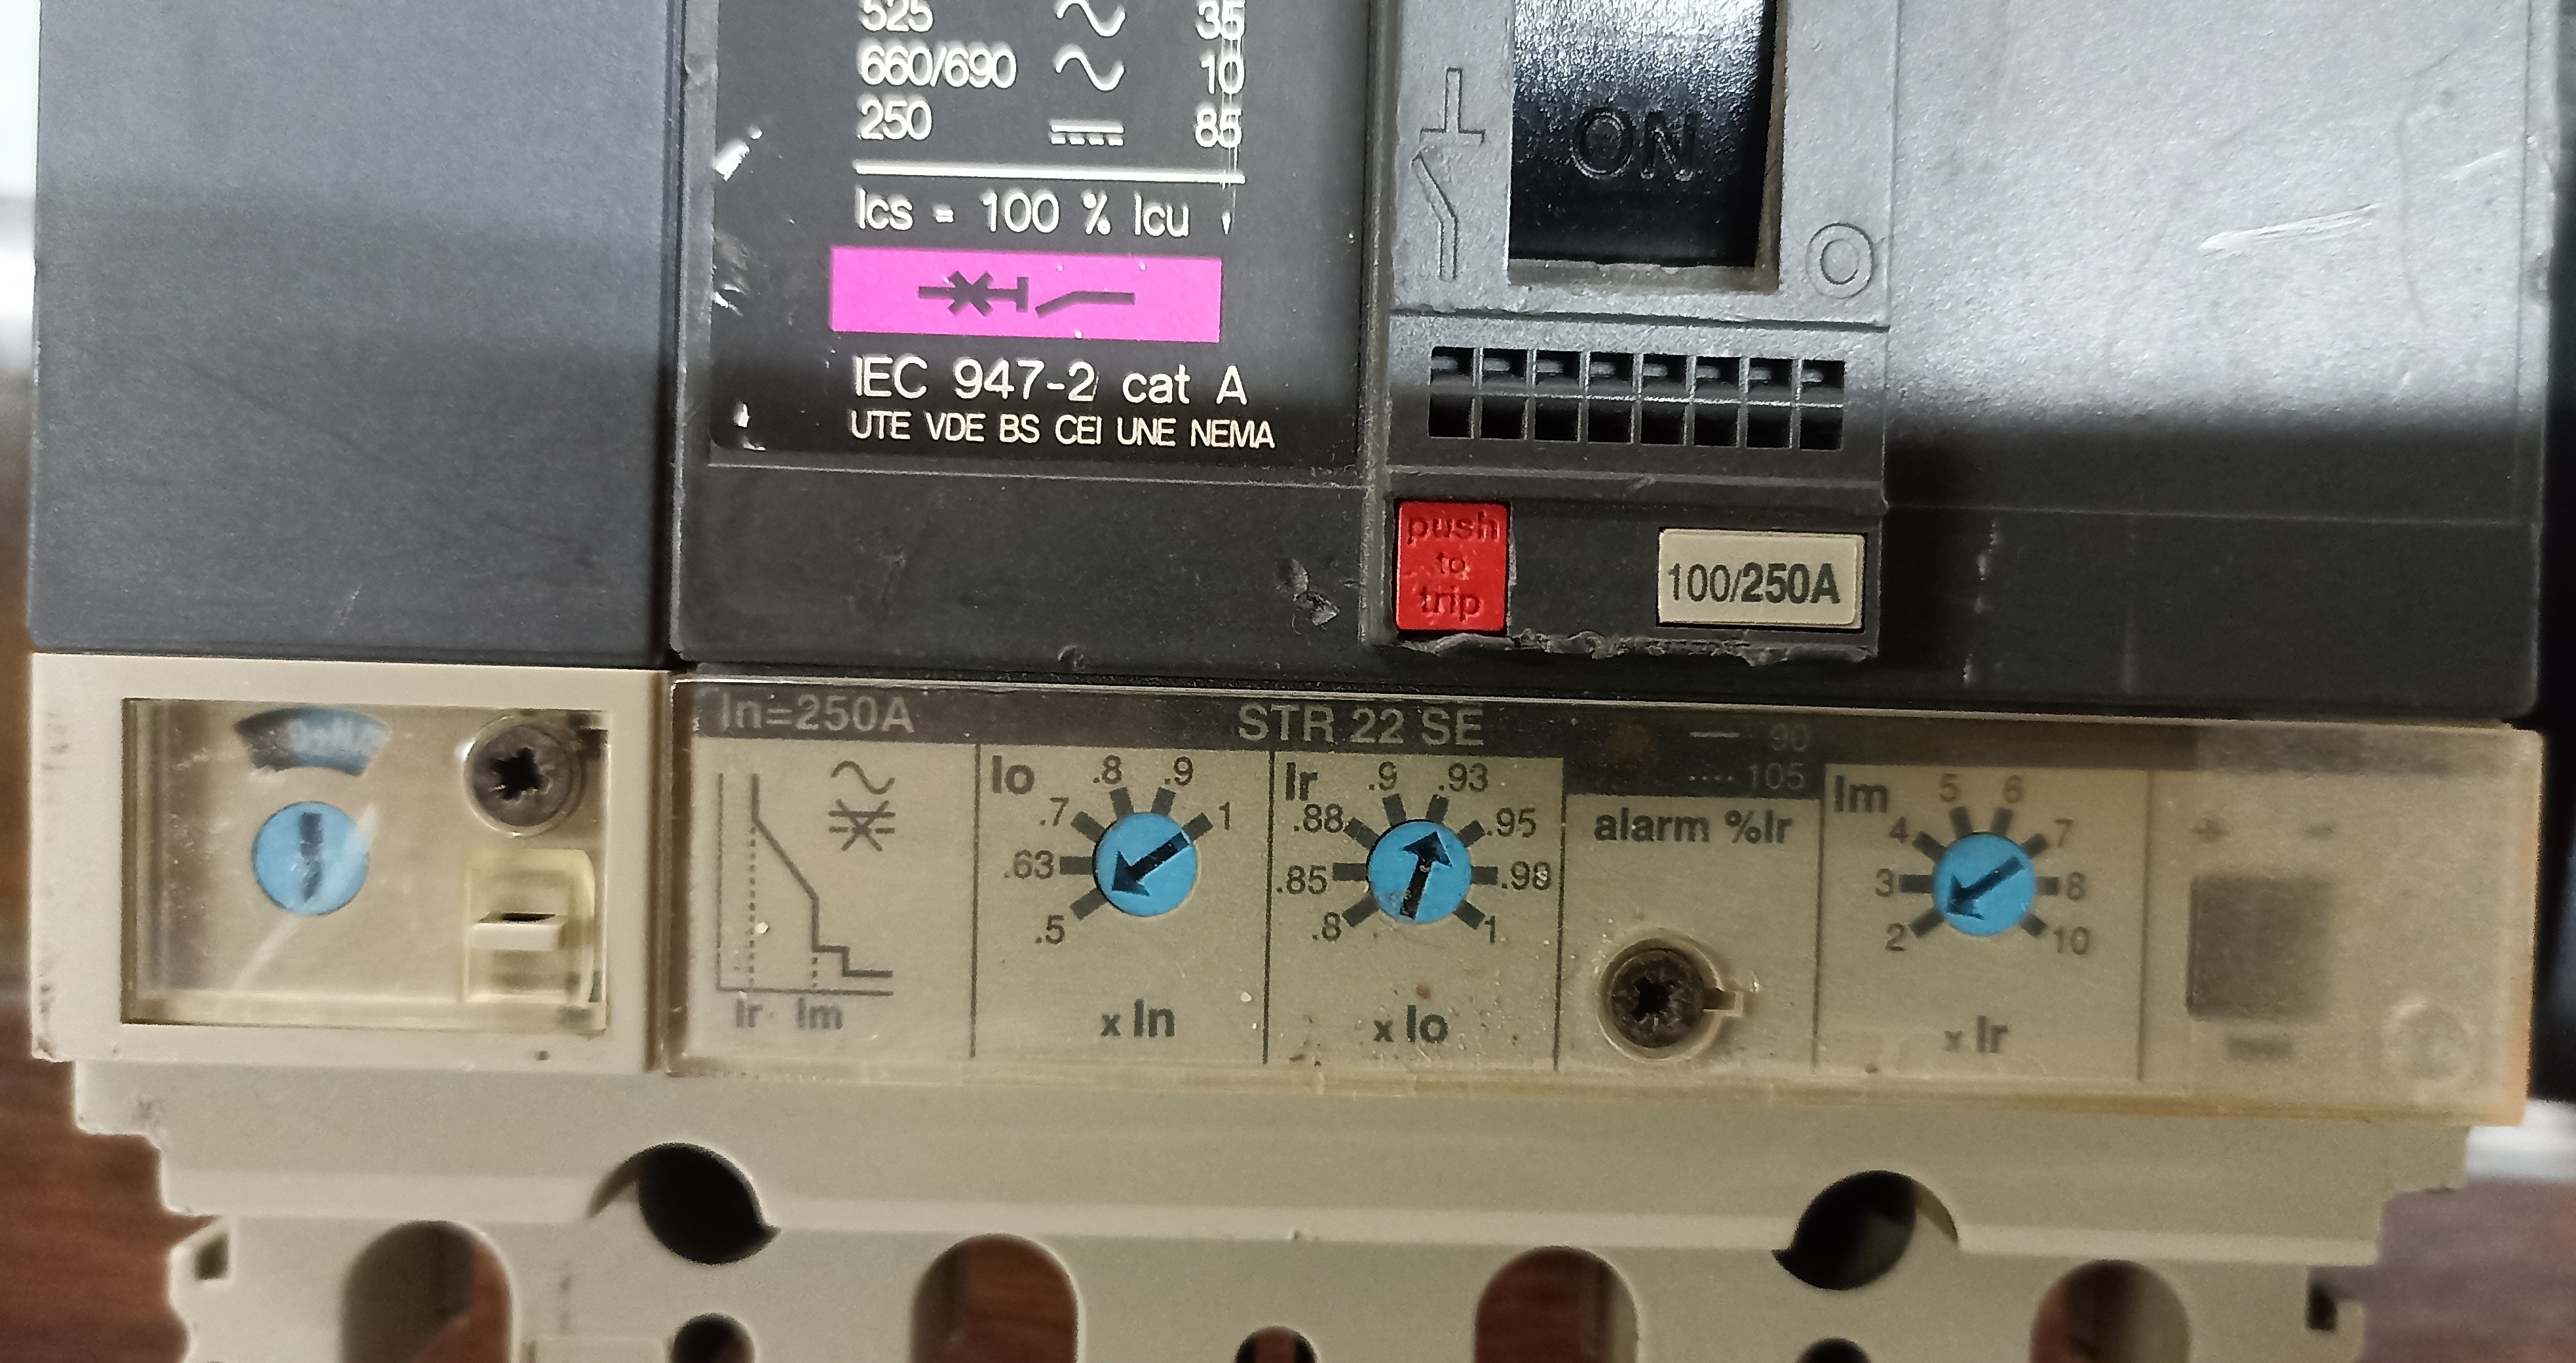 525 35
660/690 10
250 85
Ics = 100 % Icu
IEC 947-2 cat A
UTE VDE BS CEI UNE NEMA
ON
O
push
to
trip
100/250A
In=250A
STR 22 SE
90
105
Ir Im
Io
.5 .63 .7 .8 .9 1
x In
Ir
.8 .85 .88 .9 .93 .95 .98 1
x Io
alarm %Ir
Im
2 3 4 5 6 7 8 10
x Ir
+ -